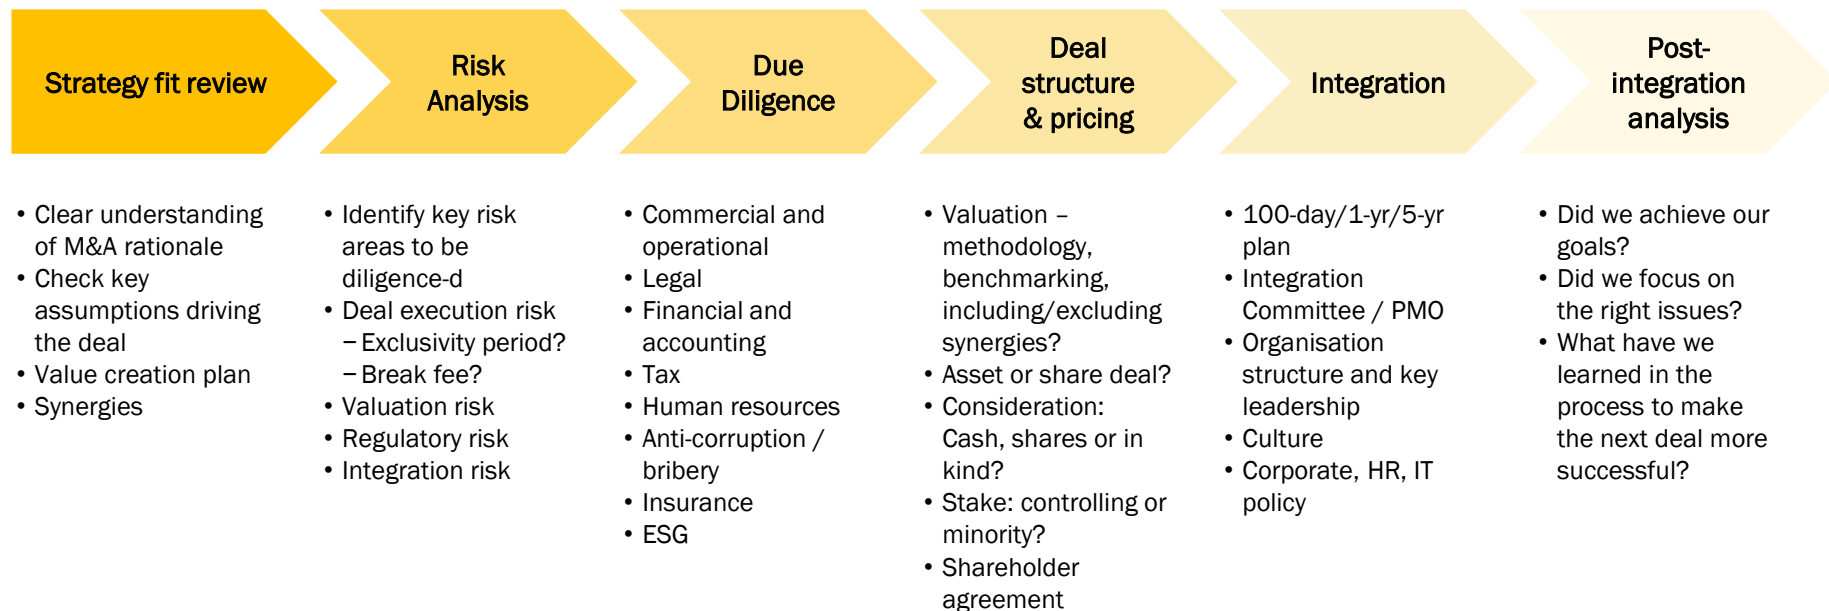 Strategy fit review
Risk
Analysis
Due
Diligence
Deal
structure
& pricing
Integration
Post-
integration
analysis
• Clear understanding
of M&A rationale
• Check key
assumptions driving
the deal
• Value creation plan
• Synergies
• Identify key risk
areas to be
diligence-d
• Deal execution risk
– Exclusivity period?
– Break fee?
• Valuation risk
• Regulatory risk
• Integration risk
• Commercial and
operational
• Legal
• Financial and
accounting
• Tax
• Human resources
• Anti-corruption /
bribery
• Insurance
• ESG
• Valuation –
methodology,
benchmarking,
including/excluding
synergies?
• Asset or share deal?
• Consideration:
Cash, shares or in
kind?
• Stake: controlling or
minority?
• Shareholder
agreement
• 100-day/1-yr/5-yr
plan
• Integration
Committee / PMO
• Organisation
structure and key
leadership
• Culture
• Corporate, HR, IT
policy
• Did we achieve our
goals?
• Did we focus on
the right issues?
• What have we
learned in the
process to make
the next deal more
successful?